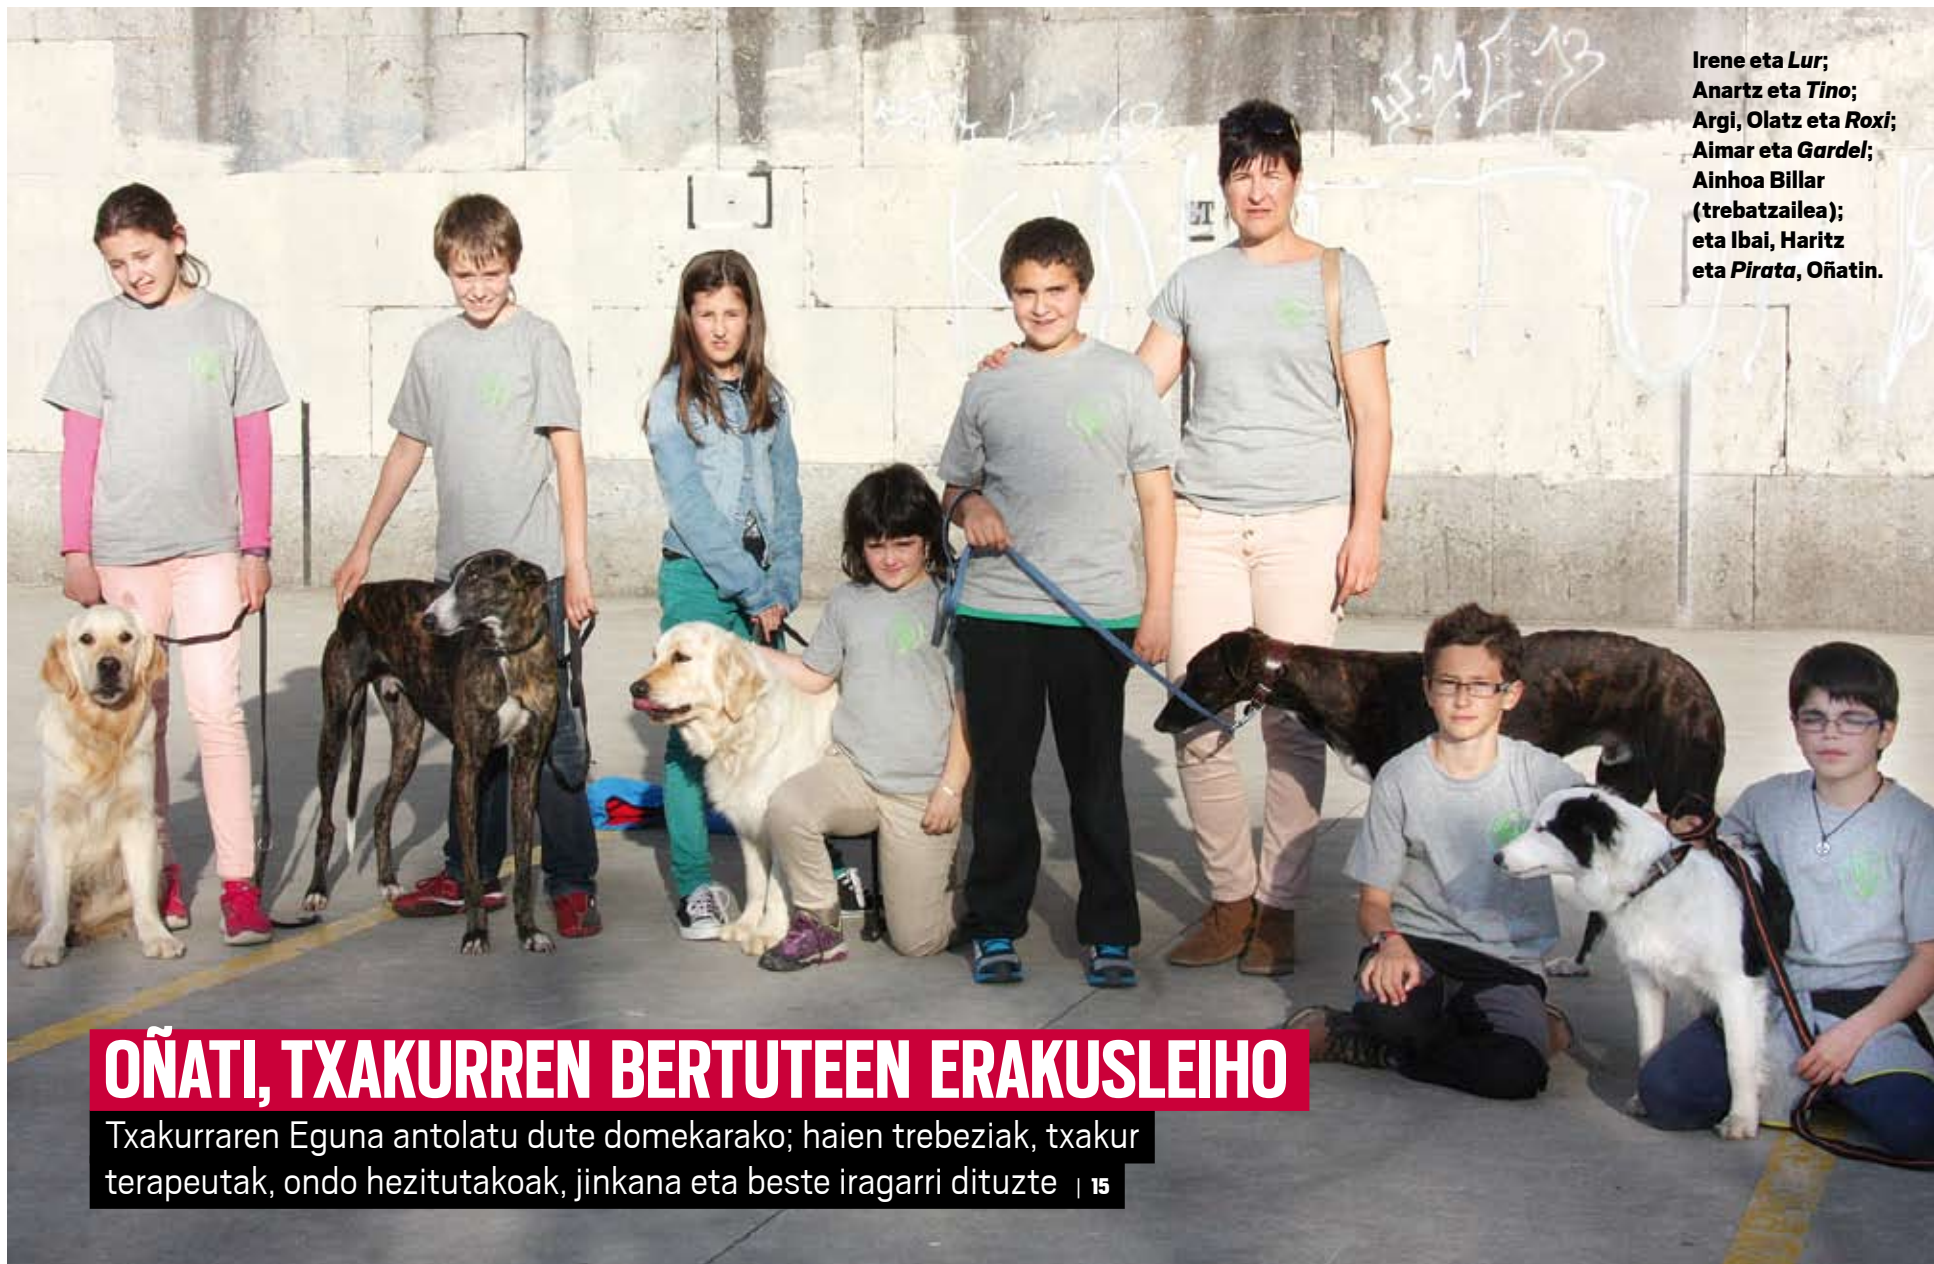 Irene eta Lur;
Anartz eta Tino;
Argi, Olatz eta Roxi;
Aimar eta Gardel;
Ainhoa Billar
(trebatzailea);
eta Ibai, Haritz
eta Pirata, Oñatin.
OÑATI, TXAKURREN BERTUTEEN ERAKUSLEIHO
Txakurraren Eguna antolatu dute domekarako; haien trebeziak, txakur
terapeutak, ondo hezitutakoak, jinkana eta beste iragarri dituzte | 15